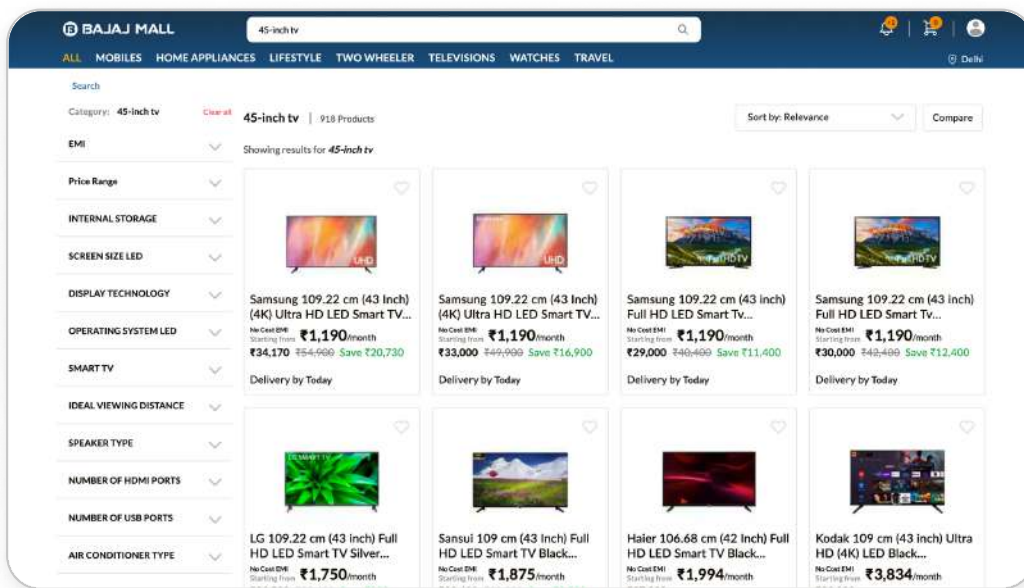 BAJAJ MALL
45-inch tv
ALL MOBILES HOME APPLIANCES LIFESTYLE TWO WHEELER TELEVISIONS WATCHES TRAVEL
Delhi
Search
Category: 45-inch tv Clear all
EMI
Price Range
INTERNAL STORAGE
SCREEN SIZE LED
DISPLAY TECHNOLOGY
OPERATING SYSTEM LED
SMART TV
IDEAL VIEWING DISTANCE
SPEAKER TYPE
NUMBER OF HDMI PORTS
NUMBER OF USB PORTS
AIR CONDITIONER TYPE
45-inch tv | 918 Products
Sort by: Relevance
Compare
Showing results for 45-inch tv
UHD
Samsung 109.22 cm (43 Inch)
(4K) Ultra HD LED Smart TV...
No Cost EMI
Starting from ₹1,190/month
₹34,170 ₹54,900 Save ₹20,730
Delivery by Today
UHD
Samsung 109.22 cm (43 Inch)
(4K) Ultra HD LED Smart TV...
No Cost EMI
Starting from ₹1,190/month
₹33,000 ₹49,900 Save ₹16,900
Delivery by Today
Full HD TV
Samsung 109.22 cm (43 inch)
Full HD LED Smart Tv...
No Cost EMI
Starting from ₹1,190/month
₹29,000 ₹40,400 Save ₹11,400
Delivery by Today
Full HD TV
Samsung 109.22 cm (43 inch)
Full HD LED Smart Tv...
No Cost EMI
Starting from ₹1,190/month
₹30,000 ₹42,400 Save ₹12,400
Delivery by Today
LG SMART TV
LG 109.22 cm (43 inch) Full
HD LED Smart TV Silver...
No Cost EMI
Starting from ₹1,750/month
Sansui 109 cm (43 inch) Full
HD LED Smart TV Black...
No Cost EMI
Starting from ₹1,875/month
Haier 106.68 cm (42 Inch) Full
HD LED Smart TV Black...
No Cost EMI
Starting from ₹1,994/month
Kodak 109 cm (43 inch) Ultra
HD (4K) LED Black...
No Cost EMI
Starting from ₹3,834/month